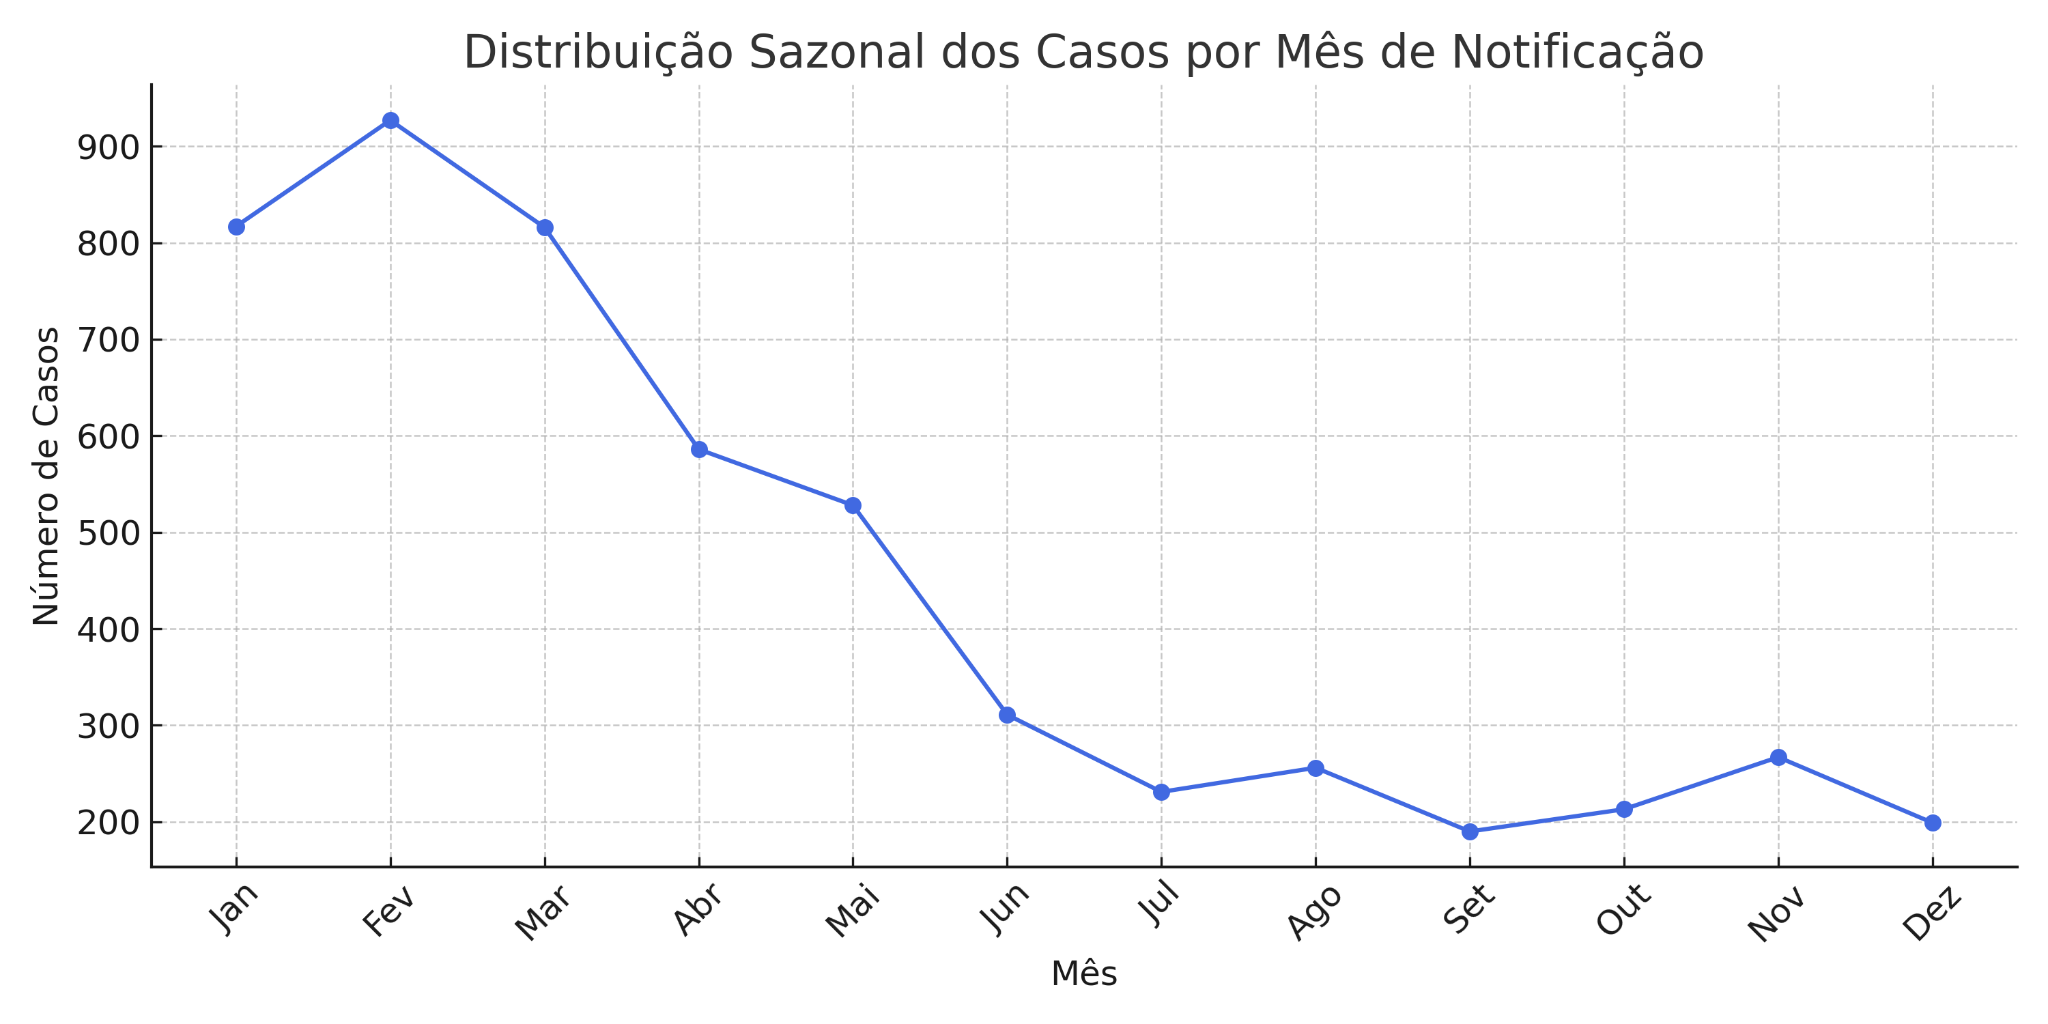 Distribuição Sazonal dos Casos por Mês de Notificação
Número de Casos
900
800
700
600
500
400
300
200
Jan
Fev
Mar
Abr
Mai
Jun
Jul
Ago
Set
Out
Nov
Dez
Mês